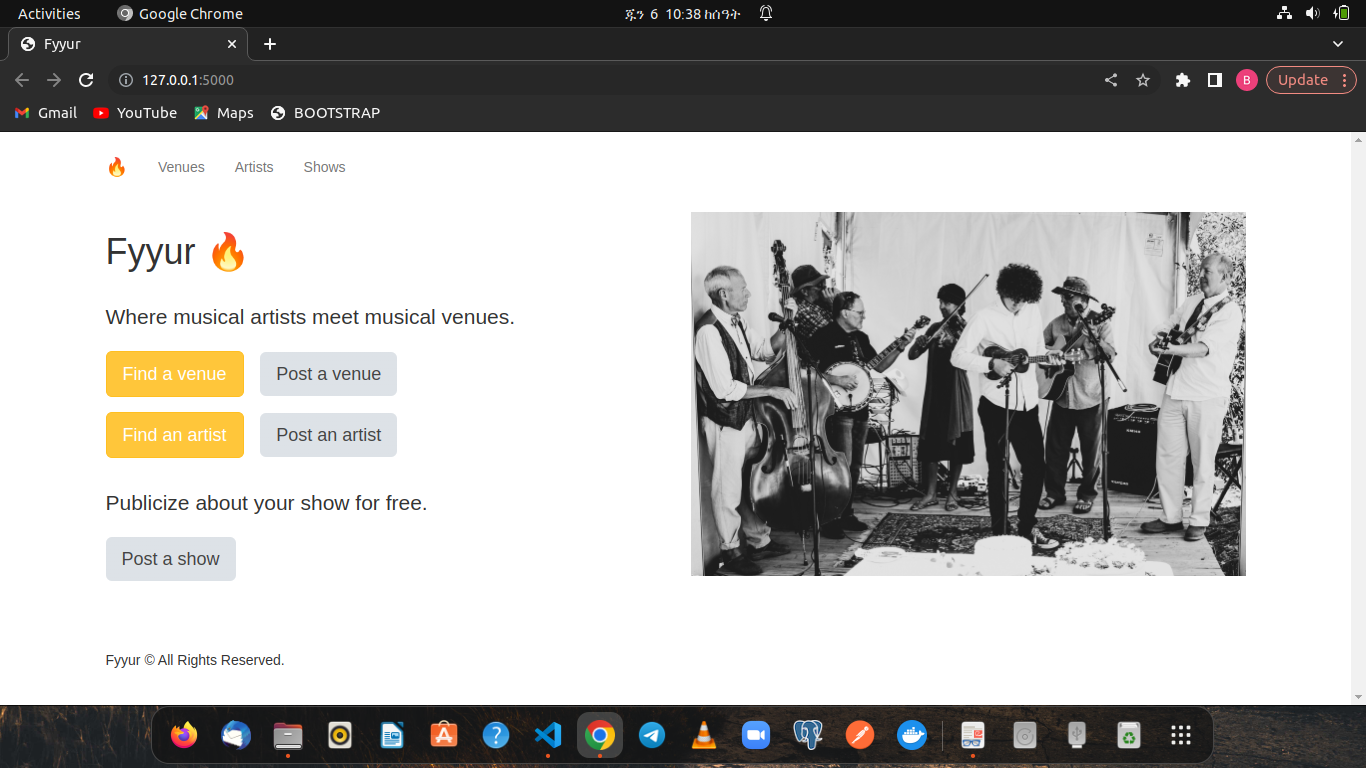 Activities Google Chrome ጁን 6 10:38 ከሰዓት
Fyyur
127.0.0.1:5000 B Update
Gmail YouTube Maps BOOTSTRAP
🔥 Venues Artists Shows
Fyyur 🔥
Where musical artists meet musical venues.
Find a venue Post a venue
Find an artist Post an artist
Publicize about your show for free.
Post a show
Fyyur © All Rights Reserved.